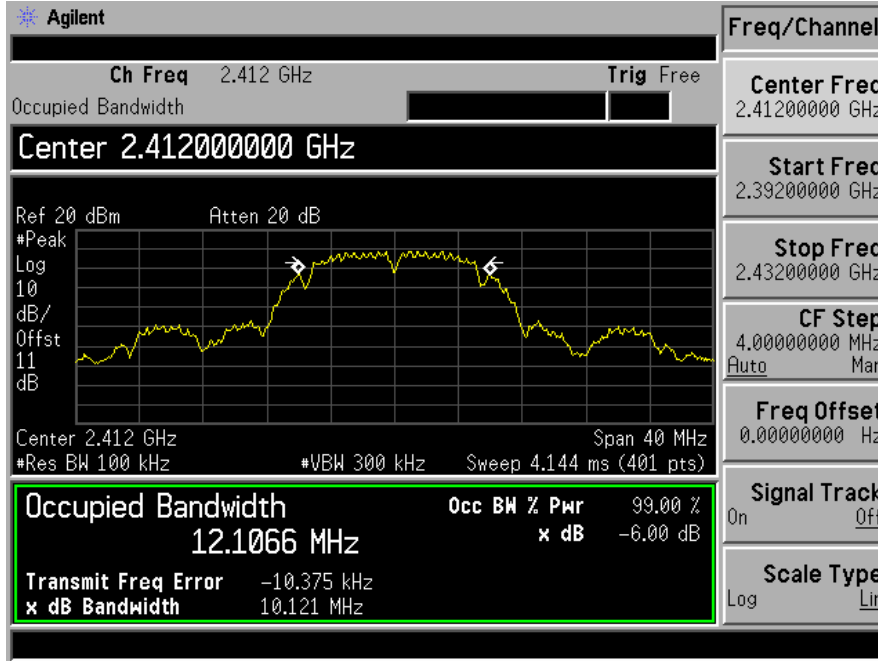 Agilent
Freq/Channel
Ch Freq 2.412 GHz Trig Free
Occupied Bandwidth
Center 2.412000000 GHz
Ref 20 dBm Atten 20 dB
#Peak
Log
10
dB/
Offst
11
dB
Center 2.412 GHz Span 40 MHz
#Res BW 100 kHz #VBW 300 kHz Sweep 4.144 ms (401 pts)
Occupied Bandwidth
12.1066 MHz
Occ BW % Pwr 99.00 %
x dB -6.00 dB
Transmit Freq Error -10.375 kHz
x dB Bandwidth 10.121 MHz
Center Freq
2.41200000 GHz
Start Freq
2.39200000 GHz
Stop Freq
2.43200000 GHz
CF Step
4.00000000 MHz
Auto Man
Freq Offset
0.00000000 Hz
Signal Track
On Off
Scale Type
Log Lin